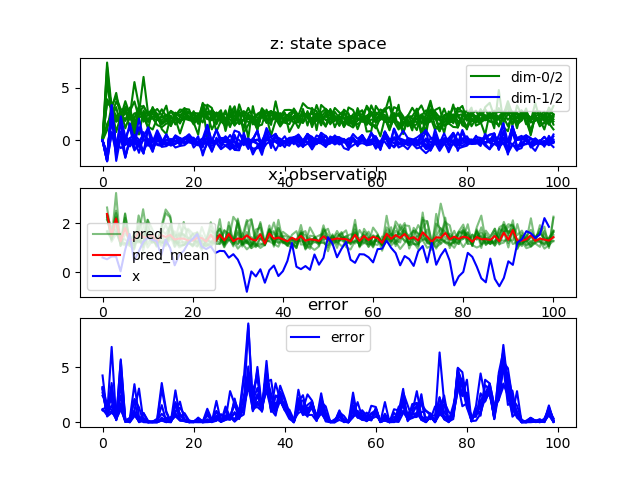 z: state space
5
0
dim-0/2
dim-1/2
0 20 40 60 80 100
x: observation
2
0
pred
pred_mean
x
0 20 40 60 80 100
error
5
0
error
0 20 40 60 80 100